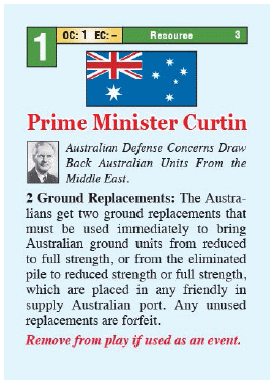 1
OC: 1 EC: – Resource 3
Prime Minister Curtin
Australian Defense Concerns Draw
Back Australian Units From the
Middle East.
2 Ground Replacements: The Austra-
lians get two ground replacements that
must be used immediately to bring
Australian ground units from reduced
to full strength, or from the eliminated
pile to reduced strength or full strength,
which are placed in any friendly in
supply Australian port. Any unused
replacements are forfeit.
Remove from play if used as an event.